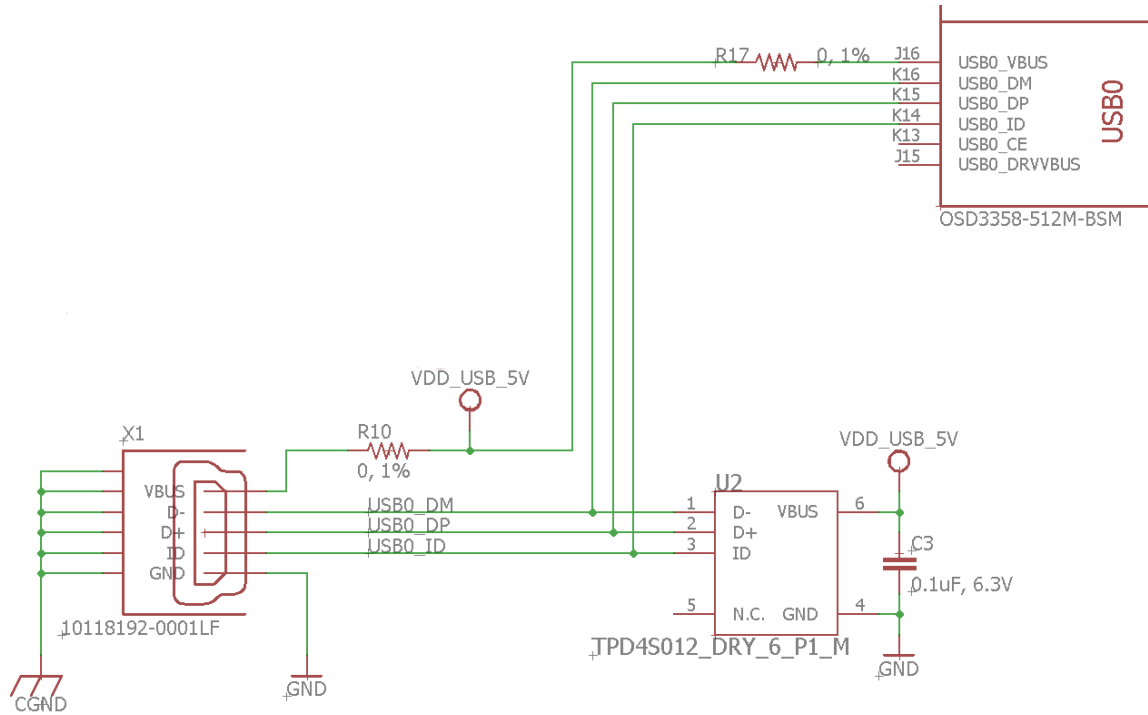 R17 0, 1%
J16 USB0_VBUS
K16 USB0_DM
K15 USB0_DP
K14 USB0_ID
K13 USB0_CE
J15 USB0_DRVVBUS
USB0
OSD3358-512M-BSM
VDD_USB_5V
R10
0, 1%
X1
VBUS
D-
D+
ID
GND
10118192-0001LF
CGND
GND
USB0_DM
USB0_DP
USB0_ID
U2
1 D- VBUS 6
2 D+
3 ID
5 N.C. GND 4
TPD4S012_DRY_6_P1_M
VDD_USB_5V
C3
0.1uF, 6.3V
GND